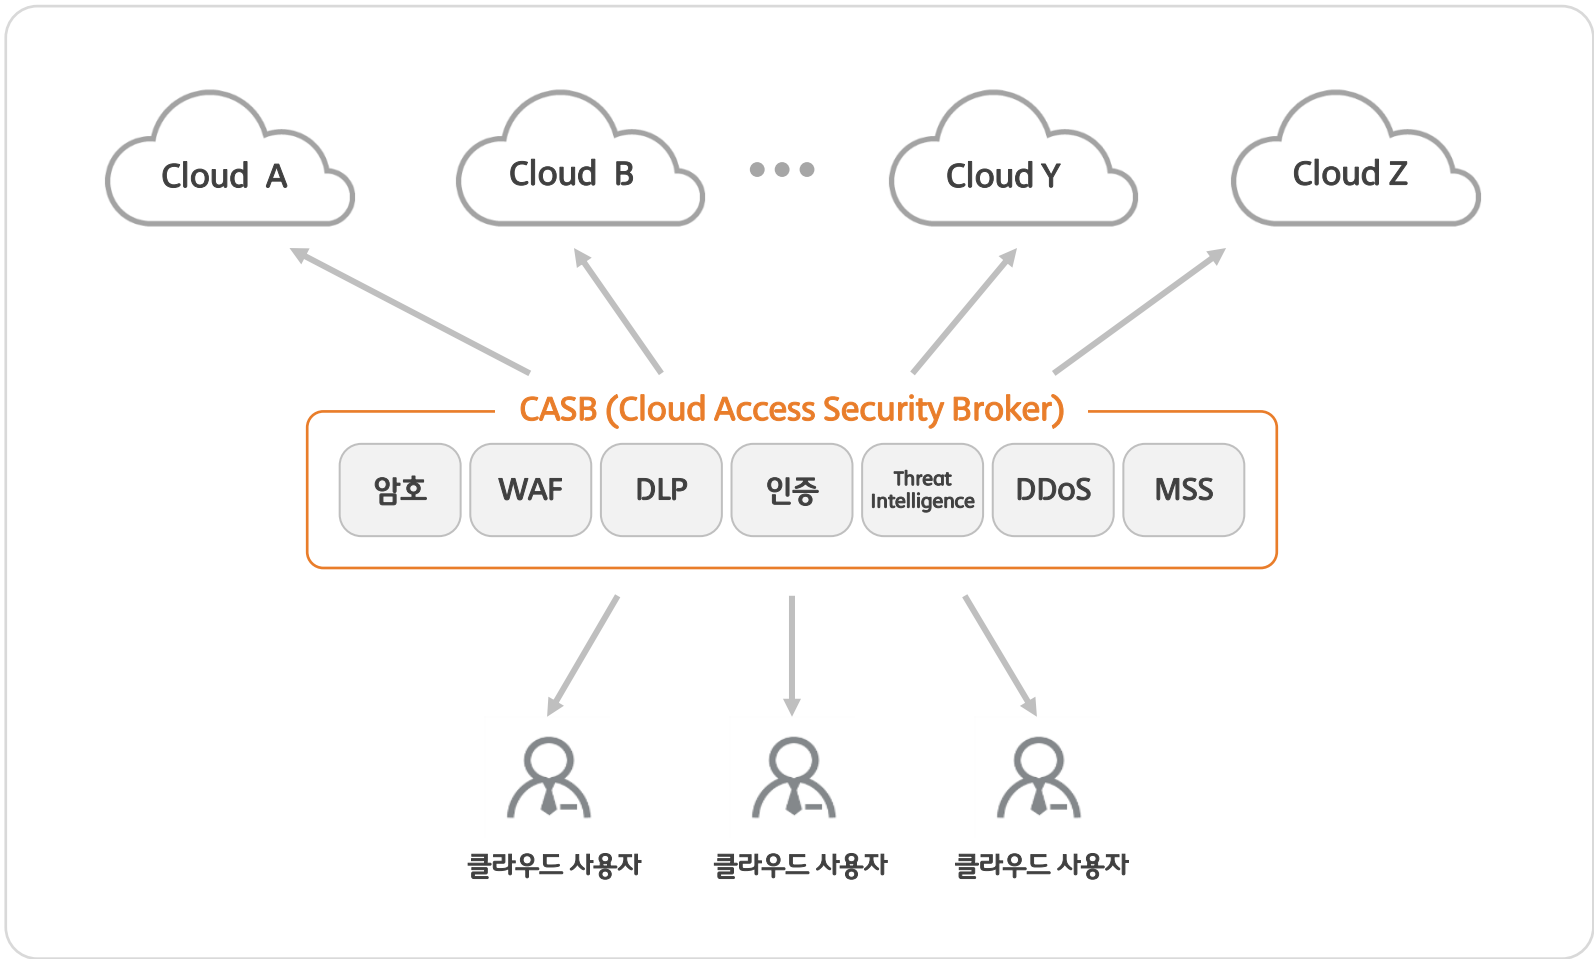 Cloud A
Cloud B
Cloud Y
Cloud Z
CASB (Cloud Access Security Broker)
암호
WAF
DLP
인증
Threat
Intelligence
DDoS
MSS
클라우드 사용자
클라우드 사용자
클라우드 사용자